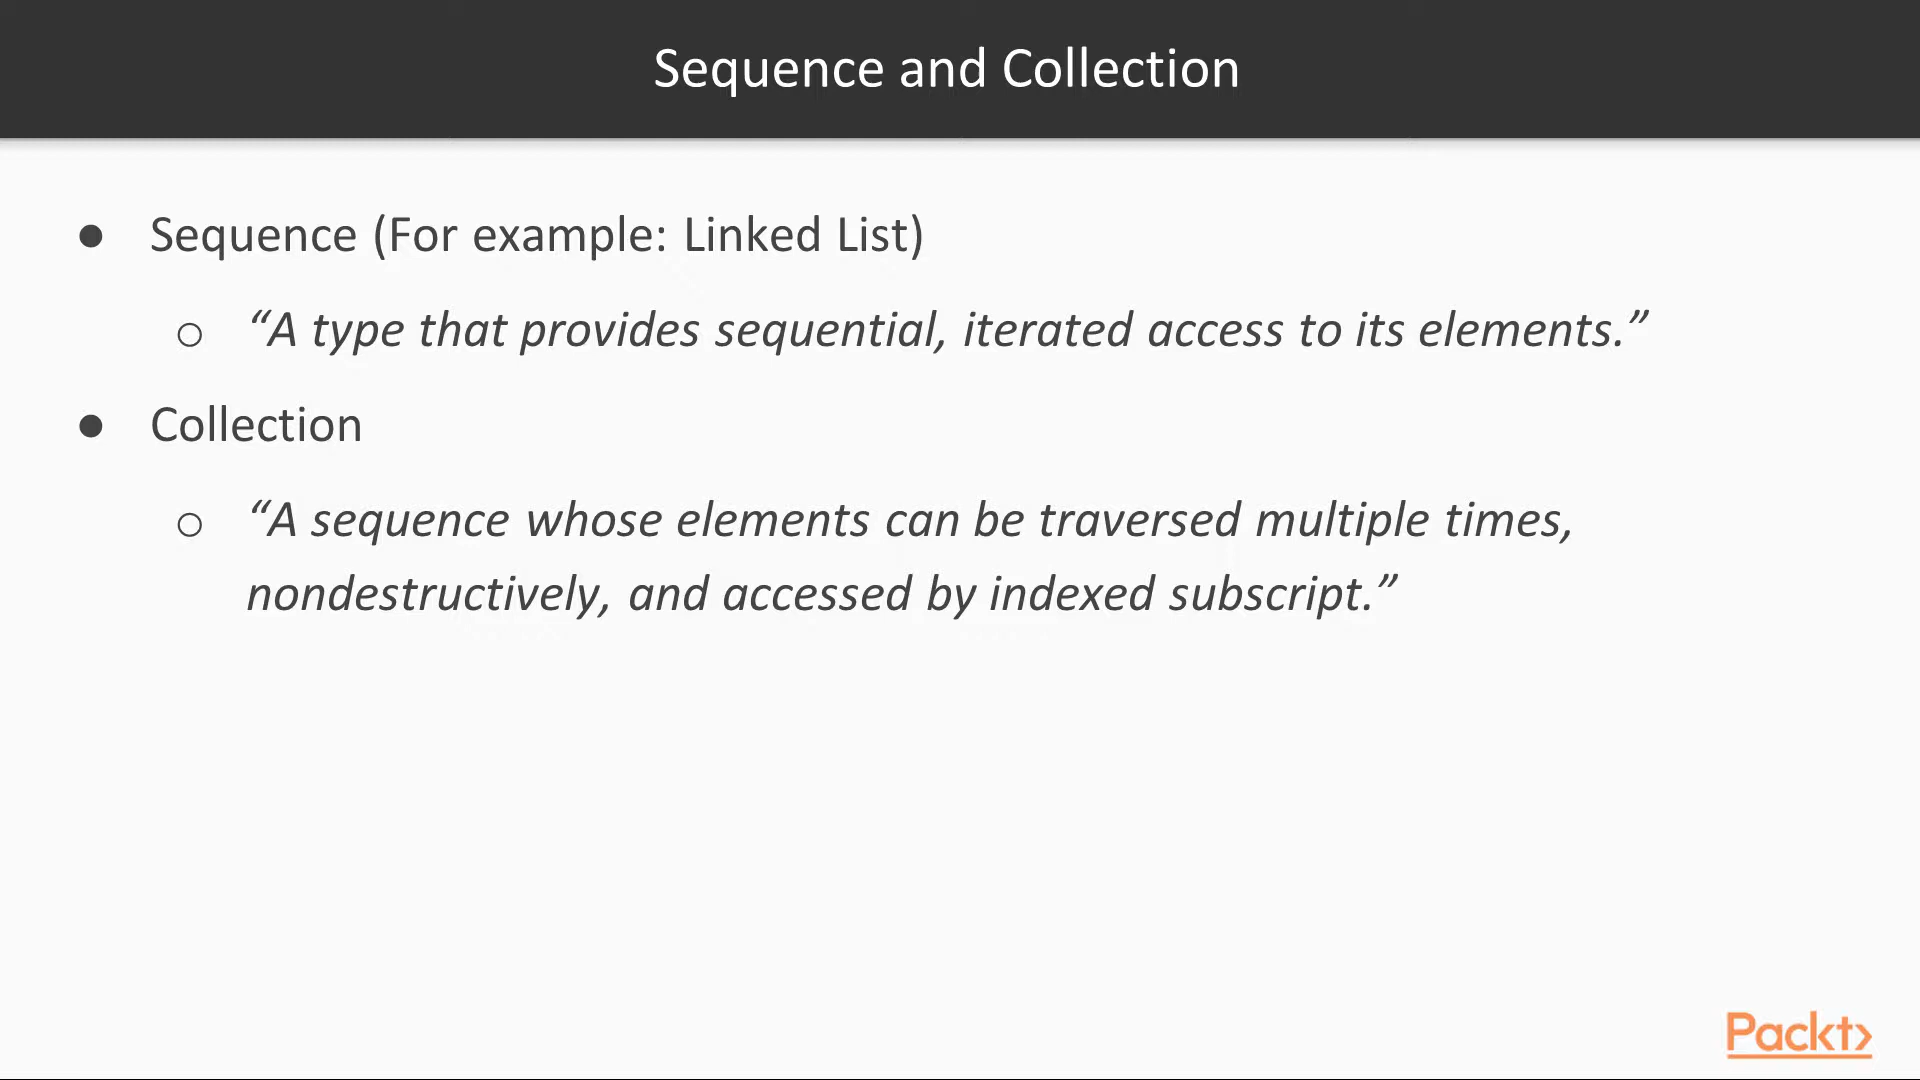 Sequence and Collection
● Sequence (For example: Linked List)
○ “A type that provides sequential, iterated access to its elements.”
● Collection
○ “A sequence whose elements can be traversed multiple times,
nondestructively, and accessed by indexed subscript.”
Packt>